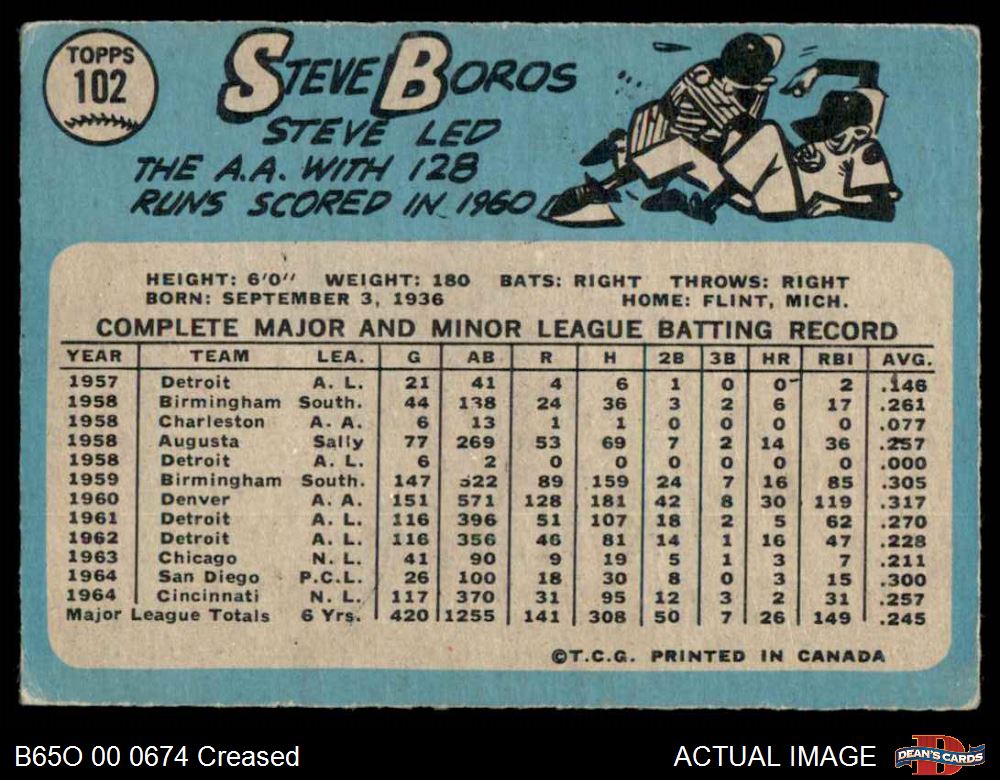 TOPPS
102
STEVE BOROS
STEVE LED
THE A.A. WITH 128
RUNS SCORED IN 1960
HEIGHT: 6'0" WEIGHT: 180 BATS: RIGHT THROWS: RIGHT
BORN: SEPTEMBER 3, 1936 HOME: FLINT, MICH.
COMPLETE MAJOR AND MINOR LEAGUE BATTING RECORD
YEAR TEAM LEA. G AB R H 2B 3B HR RBI AVG.
1957 Detroit A. L. 21 41 4 6 1 0 0 2 .146
1958 Birmingham South. 44 138 24 36 3 2 6 17 .261
1958 Charleston A. A. 6 13 1 1 0 0 0 0 .077
1958 Augusta Sally 77 269 53 69 7 2 14 36 .257
1958 Detroit A. L. 6 2 0 0 0 0 0 0 .000
1959 Birmingham South. 147 522 89 159 24 7 16 85 .305
1960 Denver A. A. 151 571 128 181 42 8 30 119 .317
1961 Detroit A. L. 116 396 51 107 18 2 5 62 .270
1962 Detroit A. L. 116 356 46 81 14 1 16 47 .228
1963 Chicago N. L. 41 90 9 19 5 1 3 7 .211
1964 San Diego P.C.L. 26 100 18 30 8 0 3 15 .300
1964 Cincinnati N. L. 117 370 31 95 12 3 2 31 .257
Major League Totals 6 Yrs. 420 1255 141 308 50 7 26 149 .245
©T.C.G. PRINTED IN CANADA
B65O 00 0674 Creased ACTUAL IMAGE DEAN'S CARDS